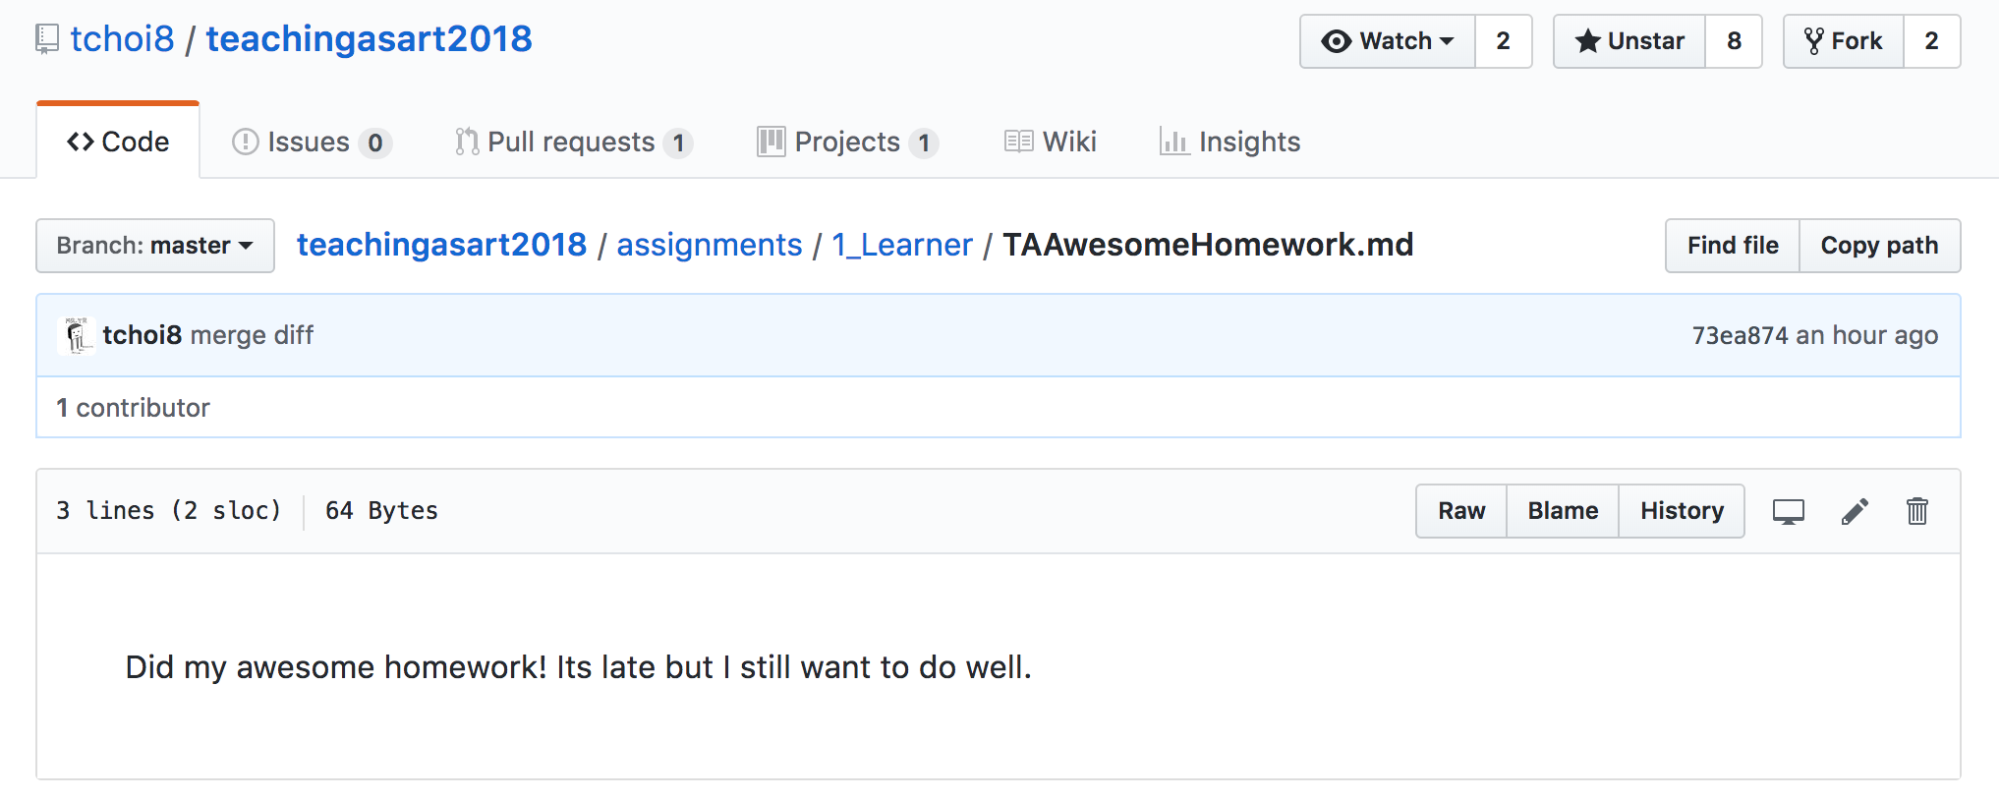 tchoi8 / teachingasart2018 Watch 2 Unstar 8 Fork 2
Code Issues 0 Pull requests 1 Projects 1 Wiki Insights
Branch: master teachingasart2018 / assignments / 1_Learner / TAAwesomeHomework.md Find file Copy path
tchoi8 merge diff 73ea874 an hour ago
1 contributor
3 lines (2 sloc) 64 Bytes Raw Blame History
Did my awesome homework! Its late but I still want to do well.